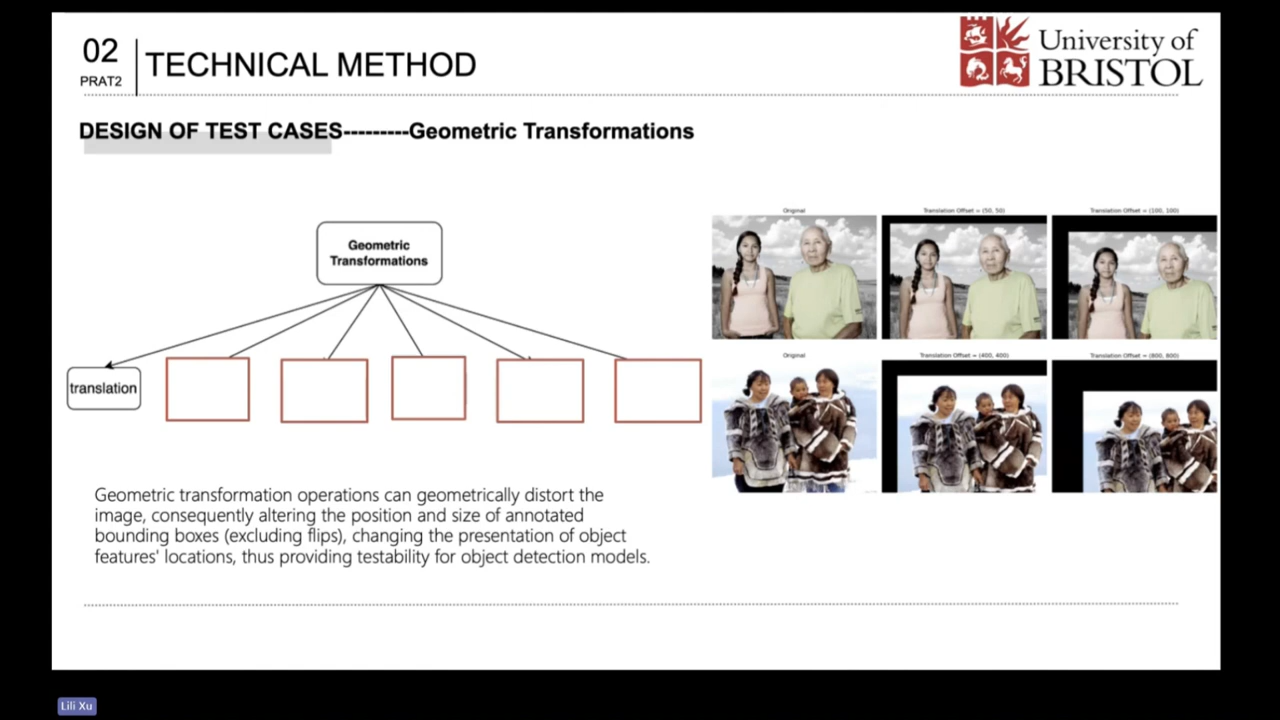 02
PRAT2
TECHNICAL METHOD
University of
BRISTOL
DESIGN OF TEST CASES---------Geometric Transformations
Geometric
Transformations
translation
Original
Translation Offset = (50, 50)
Translation Offset = (100, 100)
Original
Translation Offset = (400, 400)
Translation Offset = (800, 800)
Geometric transformation operations can geometrically distort the
image, consequently altering the position and size of annotated
bounding boxes (excluding flips), changing the presentation of object
features' locations, thus providing testability for object detection models.
Lili Xu